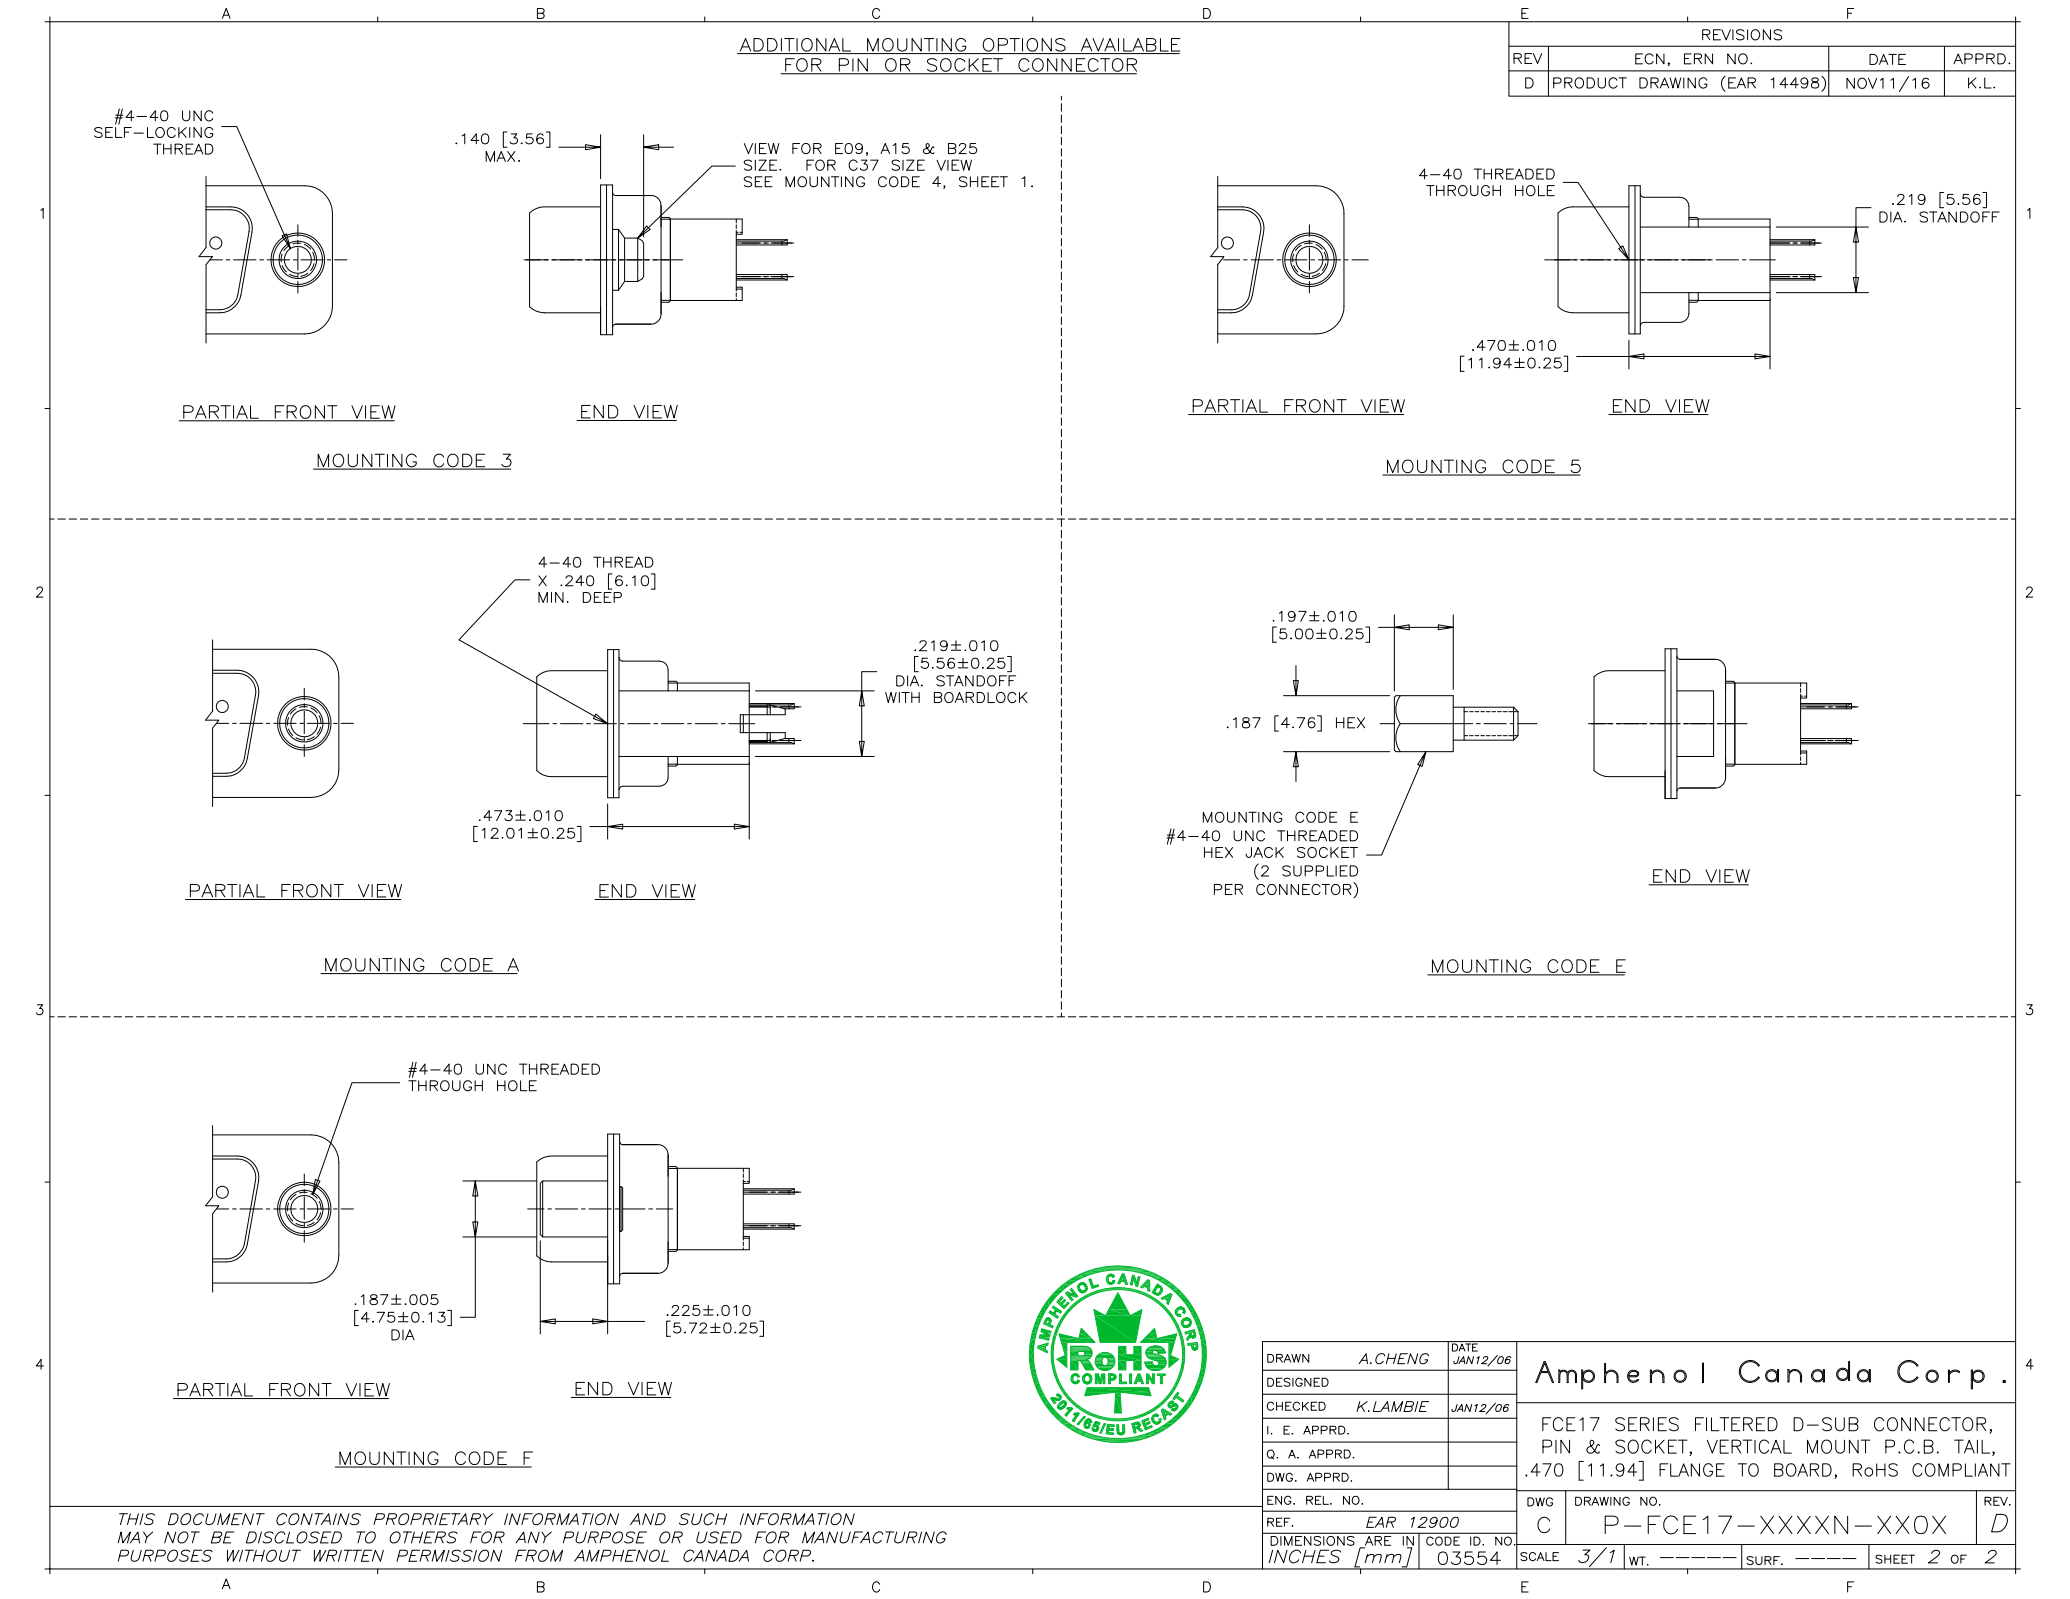 A B C D E F
ADDITIONAL MOUNTING OPTIONS AVAILABLE
FOR PIN OR SOCKET CONNECTOR
REVISIONS
REV ECN, ERN NO. DATE APPRD.
D PRODUCT DRAWING (EAR 14498) NOV11/16 K.L.
1
#4-40 UNC
SELF-LOCKING
THREAD
.140 [3.56]
MAX.
VIEW FOR E09, A15 & B25
SIZE. FOR C37 SIZE VIEW
SEE MOUNTING CODE 4, SHEET 1.
PARTIAL FRONT VIEW
END VIEW
MOUNTING CODE 3
4-40 THREADED
THROUGH HOLE
.219 [5.56]
DIA. STANDOFF
1
.470±.010
[11.94±0.25]
PARTIAL FRONT VIEW
END VIEW
MOUNTING CODE 5
2
4-40 THREAD
X .240 [6.10]
MIN. DEEP
.219±.010
[5.56±0.25]
DIA. STANDOFF
WITH BOARDLOCK
.473±.010
[12.01±0.25]
PARTIAL FRONT VIEW
END VIEW
MOUNTING CODE A
2
.197±.010
[5.00±0.25]
.187 [4.76] HEX
MOUNTING CODE E
#4-40 UNC THREADED
HEX JACK SOCKET
(2 SUPPLIED
PER CONNECTOR)
END VIEW
MOUNTING CODE E
3
3
#4-40 UNC THREADED
THROUGH HOLE
.187±.005
[4.75±0.13]
DIA
.225±.010
[5.72±0.25]
PARTIAL FRONT VIEW
END VIEW
MOUNTING CODE F
4
4
AMPHENOL CANADA CORP
RoHS
COMPLIANT
2011/65/EU RECAST
DRAWN A.CHENG DATE JAN12/06
DESIGNED
CHECKED K.LAMBIE JAN12/06
I. E. APPRD.
Q. A. APPRD.
DWG. APPRD.
ENG. REL. NO.
REF. EAR 12900
DIMENSIONS ARE IN
INCHES [mm]
CODE ID. NO.
03554
Amphenol Canada Corp.
FCE17 SERIES FILTERED D-SUB CONNECTOR,
PIN & SOCKET, VERTICAL MOUNT P.C.B. TAIL,
.470 [11.94] FLANGE TO BOARD, RoHS COMPLIANT
DWG
C
DRAWING NO.
P-FCE17-XXXXN-XX0X
REV.
D
SCALE 3/1 WT. ----- SURF. ---- SHEET 2 OF 2
THIS DOCUMENT CONTAINS PROPRIETARY INFORMATION AND SUCH INFORMATION
MAY NOT BE DISCLOSED TO OTHERS FOR ANY PURPOSE OR USED FOR MANUFACTURING
PURPOSES WITHOUT WRITTEN PERMISSION FROM AMPHENOL CANADA CORP.
A B C D E F